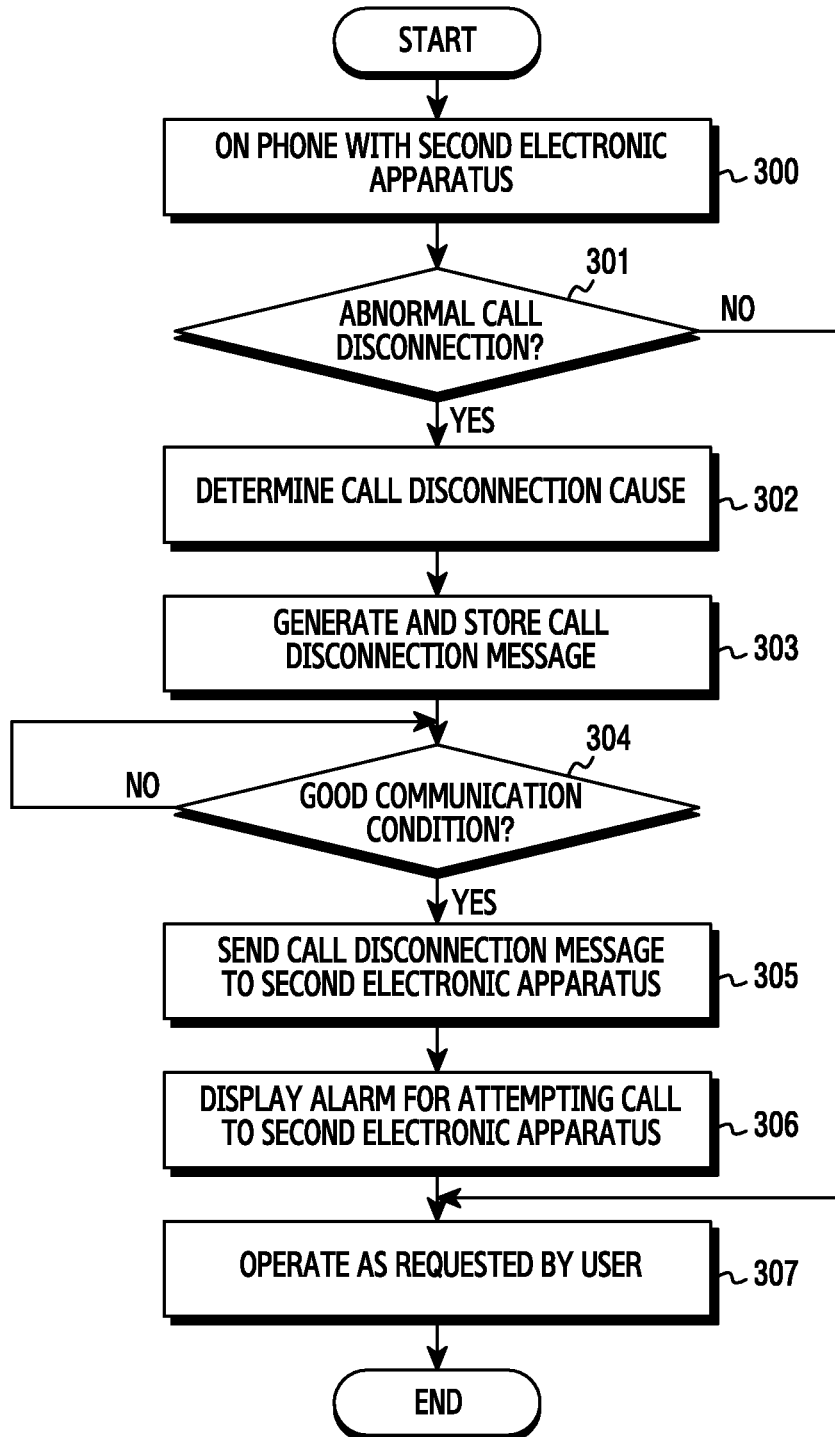 START
ON PHONE WITH SECOND ELECTRONIC
APPARATUS
300
301
ABNORMAL CALL
DISCONNECTION?
NO
YES
DETERMINE CALL DISCONNECTION CAUSE
302
GENERATE AND STORE CALL
DISCONNECTION MESSAGE
303
304
NO
GOOD COMMUNICATION
CONDITION?
YES
SEND CALL DISCONNECTION MESSAGE
TO SECOND ELECTRONIC APPARATUS
305
DISPLAY ALARM FOR ATTEMPTING CALL
TO SECOND ELECTRONIC APPARATUS
306
OPERATE AS REQUESTED BY USER
307
END